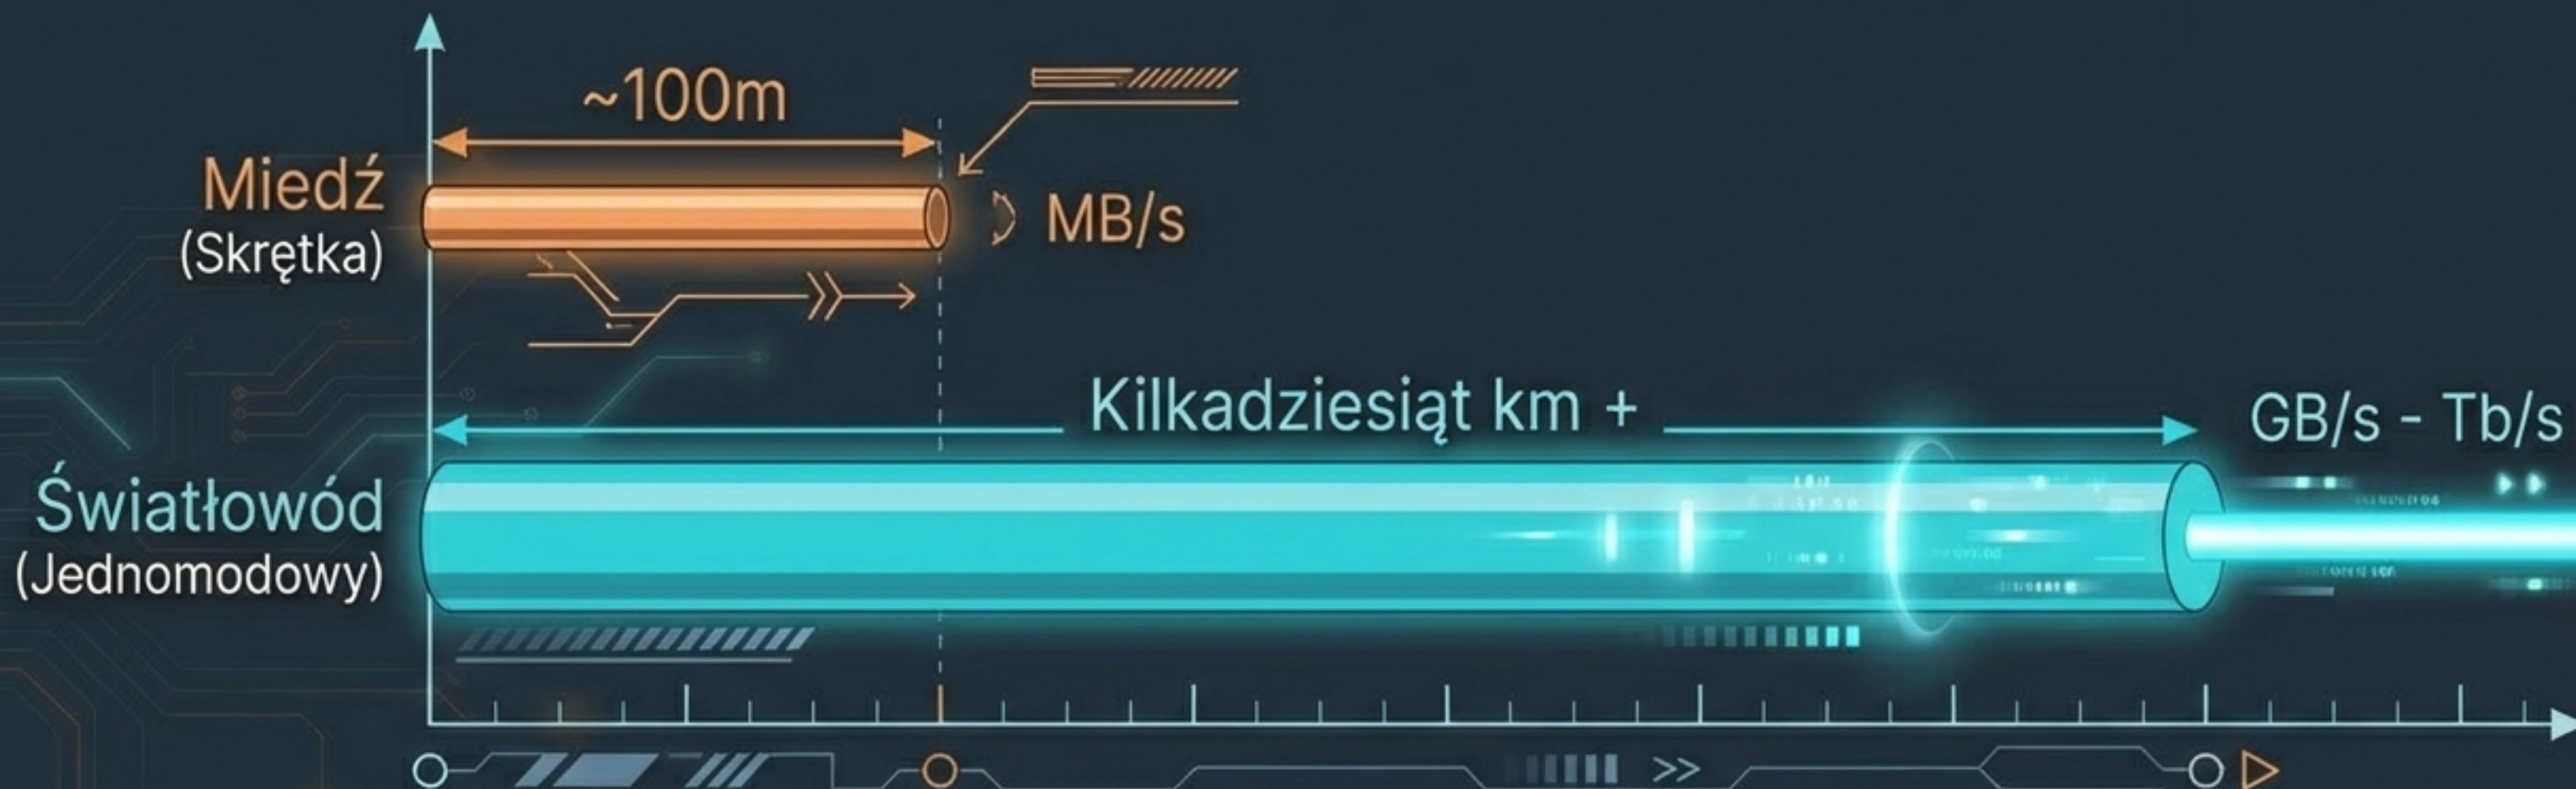 ~100m
Miedź
(Skrętka)
MB/s
Kilkadziesiąt km +
GB/s - Tb/s
Światłowód
(Jednomodowy)